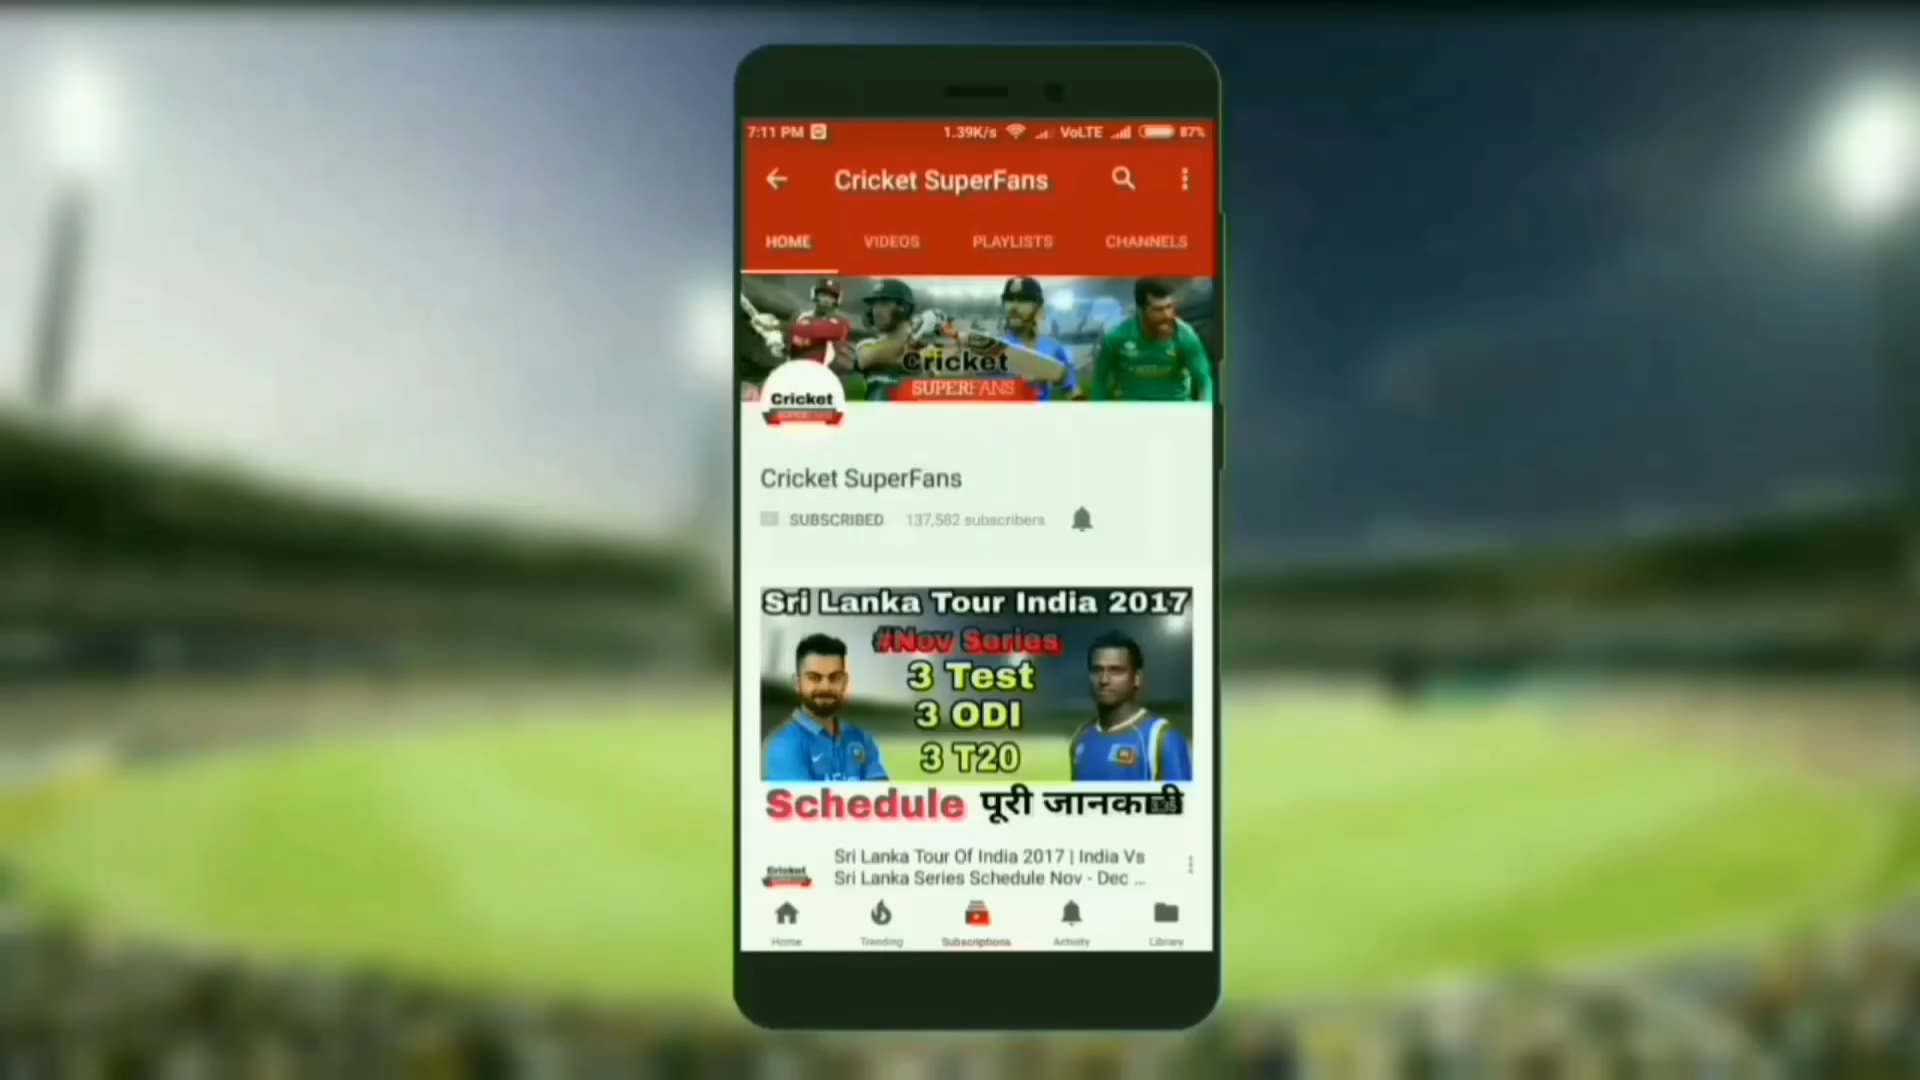 7:11 PM 1.39K/s VoLTE 87%
Cricket SuperFans
HOME VIDEOS PLAYLISTS CHANNELS
Cricket
SUPERFANS
Cricket
Cricket SuperFans
SUBSCRIBED 137,582 subscribers
Sri Lanka Tour India 2017
#Nov Series
3 Test
3 ODI
3 T20
Schedule पूरी जानकारी
Cricket
Sri Lanka Tour Of India 2017 | India Vs
Sri Lanka Series Schedule Nov - Dec ...
Home Trending Subscriptions Activity Library